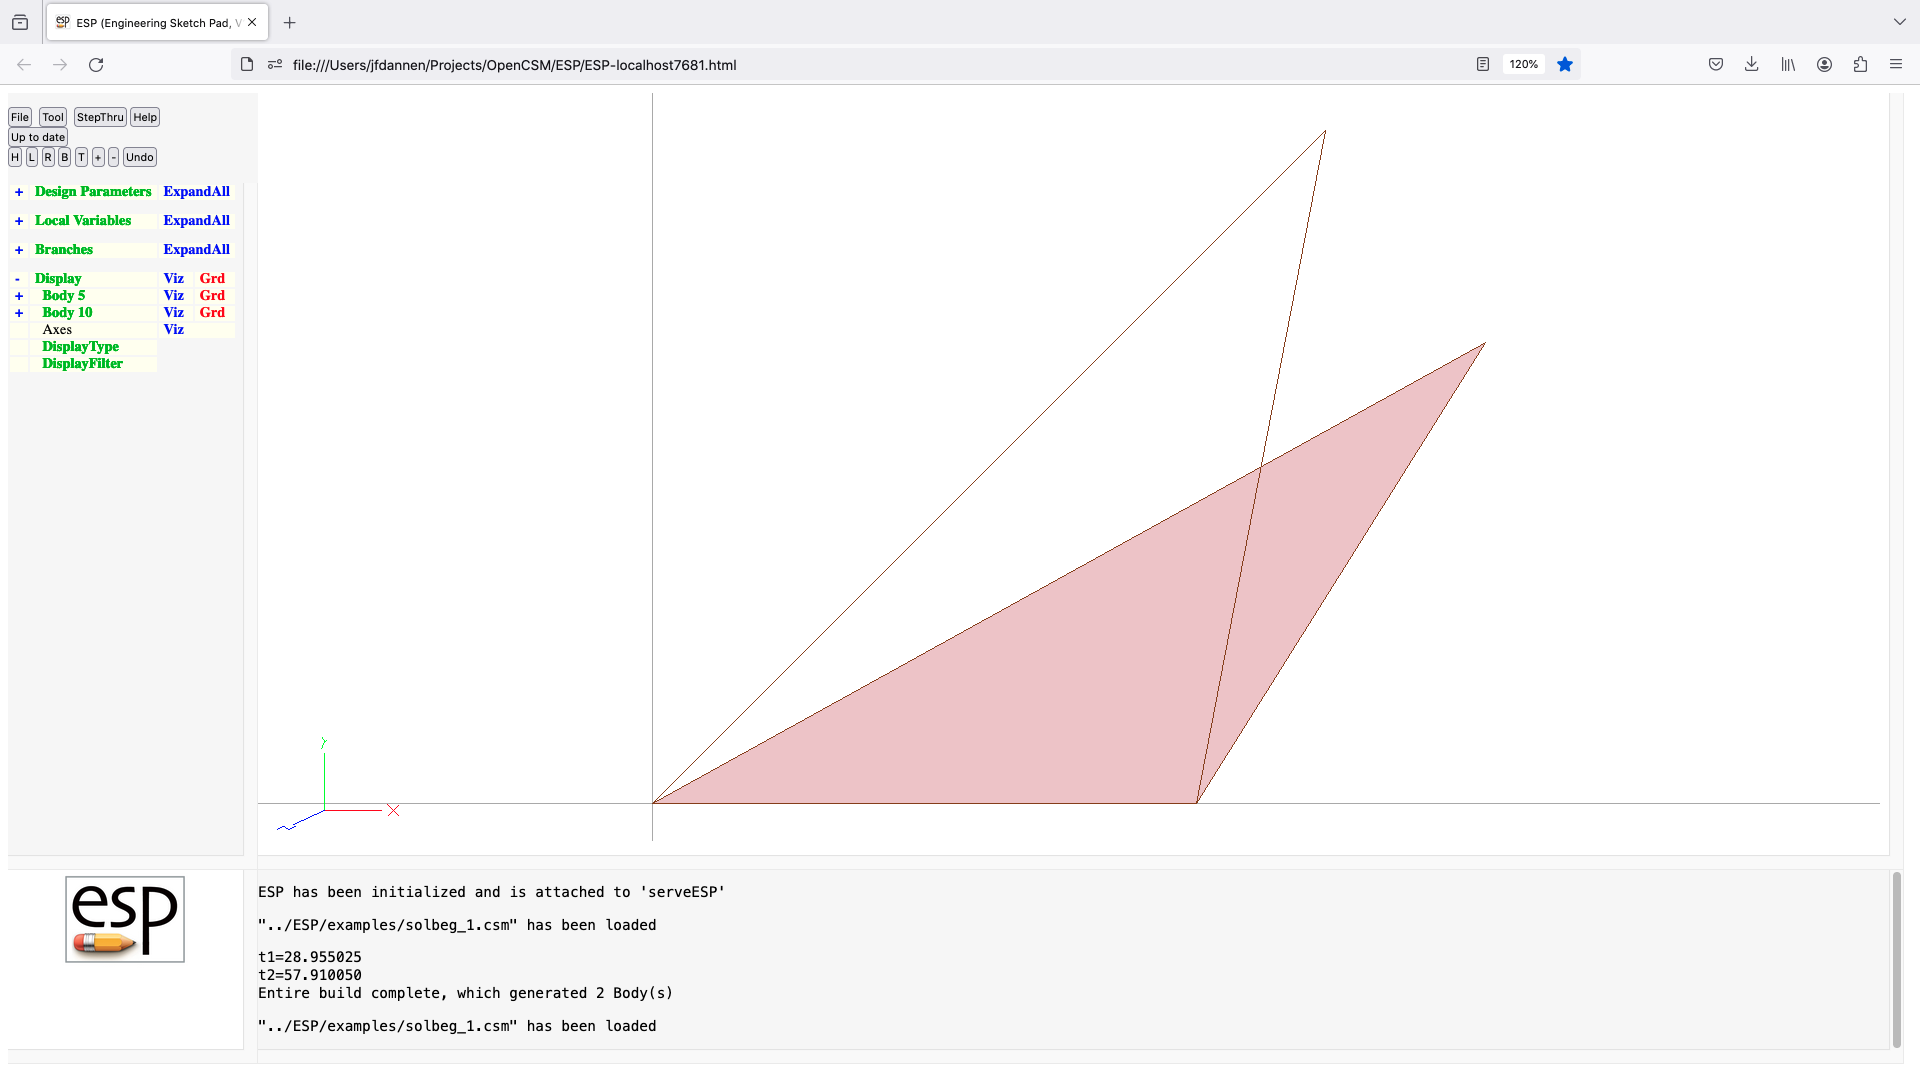 ESP (Engineering Sketch Pad, V
file:///Users/jfdannen/Projects/OpenCSM/ESP/ESP-localhost7681.html
120%
File Tool StepThru Help
Up to date
H L R B T + - Undo
+ Design Parameters ExpandAll
+ Local Variables ExpandAll
+ Branches ExpandAll
- Display Viz Grd
+ Body 5 Viz Grd
+ Body 10 Viz Grd
Axes Viz
DisplayType
DisplayFilter
Y
X
Z
esp
ESP has been initialized and is attached to 'serveESP'
"../ESP/examples/solbeg_1.csm" has been loaded
t1=28.955025
t2=57.910050
Entire build complete, which generated 2 Body(s)
"../ESP/examples/solbeg_1.csm" has been loaded